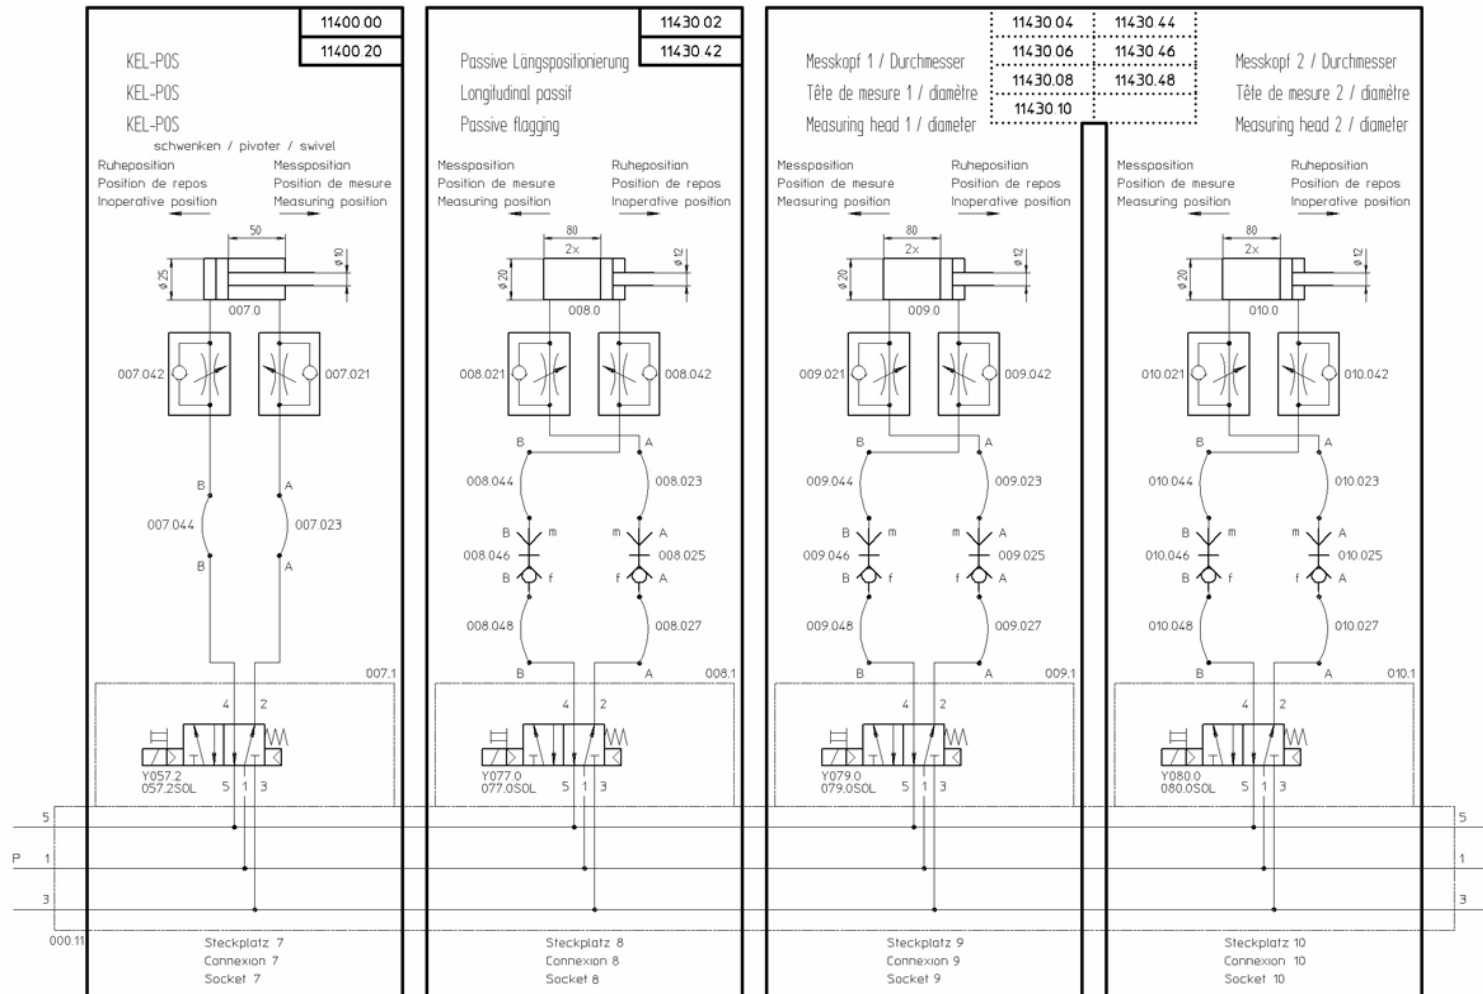 11400 00
11400 20
KEL-POS
KEL-POS
KEL-POS
schwenken / pivoter / swivel
Ruheposition
Position de repos
Inoperative position
Messposition
Position de mesure
Measuring position
50
ø 25
ø 10
007.0
007.042
007.021
B
A
007.044
007.023
B
A
007.1
4
2
Y057.2
057.2SOL
5
1
3
Steckplatz 7
Connexion 7
Socket 7
11430 02
11430 42
Passive Längspositionierung
Longitudinal passif
Passive flagging
Messposition
Position de mesure
Measuring position
Ruheposition
Position de repos
Inoperative position
80
2x
ø 20
ø 12
008.0
008.021
008.042
B
A
008.044
008.023
B
m
m
A
008.046
008.025
B
f
f
A
008.048
008.027
B
A
008.1
4
2
Y077.0
077.0SOL
5
1
3
Steckplatz 8
Connexion 8
Socket 8
11430 04
11430 44
11430 06
11430 46
11430.08
11430.48
11430 10
Messkopf 1 / Durchmesser
Tête de mesure 1 / diamètre
Measuring head 1 / diameter
Messposition
Position de mesure
Measuring position
Ruheposition
Position de repos
Inoperative position
80
2x
ø 20
ø 12
009.0
009.021
009.042
B
A
009.044
009.023
B
m
m
A
009.046
009.025
B
f
f
A
009.048
009.027
B
A
009.1
4
2
Y079.0
079.0SOL
5
1
3
Steckplatz 9
Connexion 9
Socket 9
Messkopf 2 / Durchmesser
Tête de mesure 2 / diamètre
Measuring head 2 / diameter
Messposition
Position de mesure
Measuring position
Ruheposition
Position de repos
Inoperative position
80
2x
ø 20
ø 12
010.0
010.021
010.042
B
A
010.044
010.023
B
m
m
A
010.046
010.025
B
f
f
A
010.048
010.027
B
A
010.1
4
2
Y080.0
080.0SOL
5
1
3
Steckplatz 10
Connexion 10
Socket 10
5
P
1
3
000.11
5
1
3